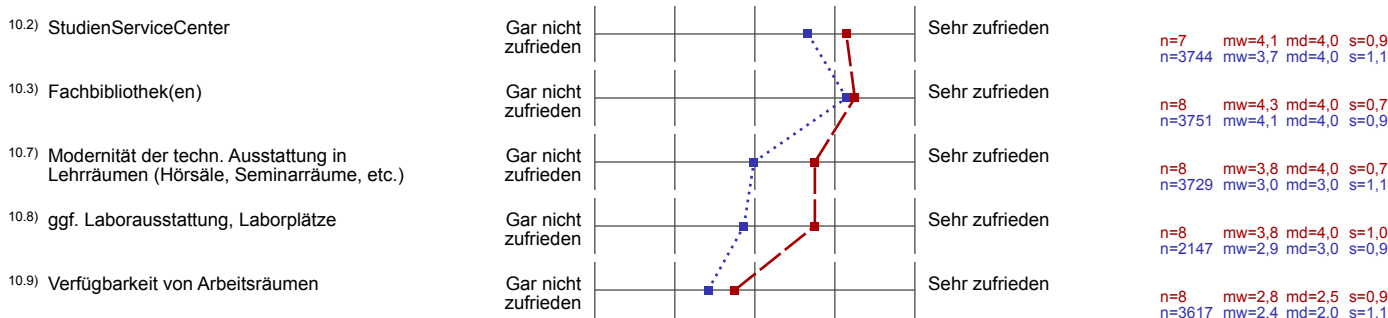 10.2) StudienServiceCenter
Gar nicht
zufrieden
Sehr zufrieden
n=7 mw=4,1 md=4,0 s=0,9
n=3744 mw=3,7 md=4,0 s=1,1
10.3) Fachbibliothek(en)
Gar nicht
zufrieden
Sehr zufrieden
n=8 mw=4,3 md=4,0 s=0,7
n=3751 mw=4,1 md=4,0 s=0,9
10.7) Modernität der techn. Ausstattung in
Lehrräumen (Hörsäle, Seminarräume, etc.)
Gar nicht
zufrieden
Sehr zufrieden
n=8 mw=3,8 md=4,0 s=0,7
n=3729 mw=3,0 md=3,0 s=1,1
10.8) ggf. Laborausstattung, Laborplätze
Gar nicht
zufrieden
Sehr zufrieden
n=8 mw=3,8 md=4,0 s=1,0
n=2147 mw=2,9 md=3,0 s=0,9
10.9) Verfügbarkeit von Arbeitsräumen
Gar nicht
zufrieden
Sehr zufrieden
n=8 mw=2,8 md=2,5 s=0,9
n=3617 mw=2,4 md=2,0 s=1,1